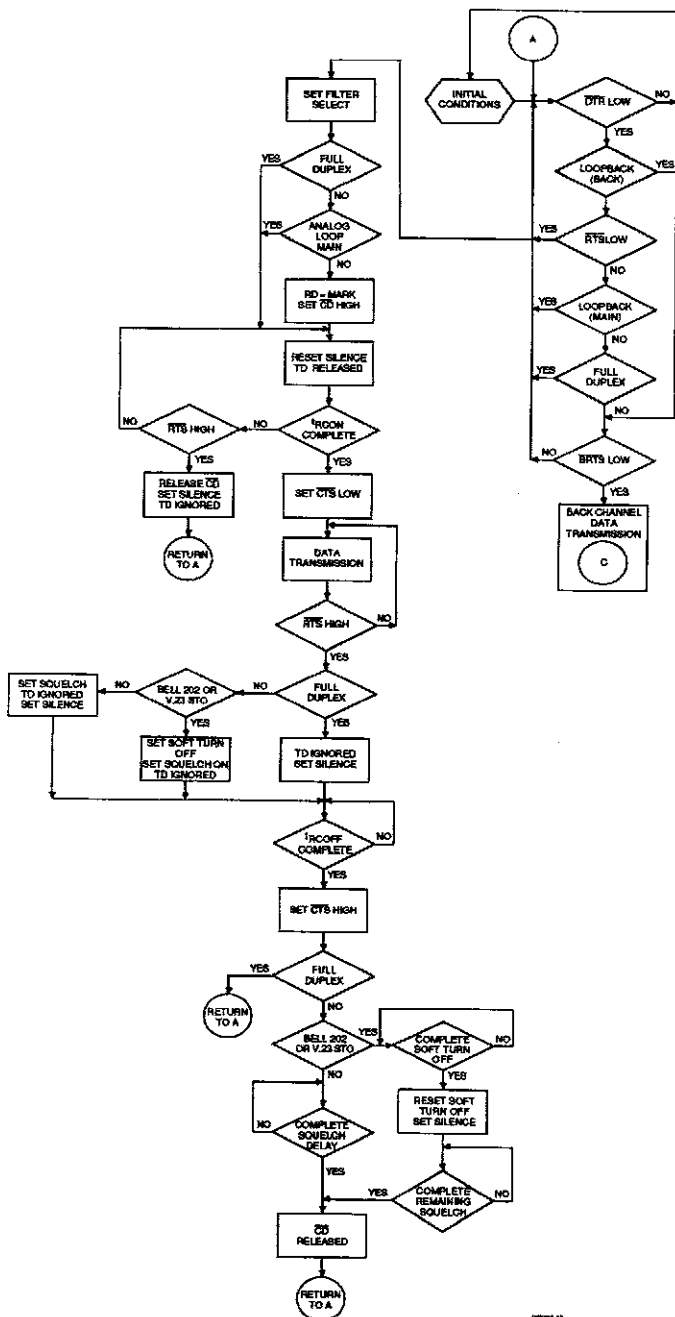 A
INITIAL
CONDITIONS
DTR LOW
NO
YES
LOOPBACK
(BACK)
YES
RTSLOW
YES
NO
LOOPBACK
(MAIN)
YES
NO
FULL
DUPLEX
YES
NO
BRTS LOW
NO
YES
BACK CHANNEL
DATA
TRANSMISSION
C
SET FILTER
SELECT
FULL
DUPLEX
YES
NO
ANALOG
LOOP
MAIN
YES
NO
RD = MARK
SET CD HIGH
RESET SILENCE
TD RELEASED
tRCON
COMPLETE
NO
YES
RTS HIGH
NO
YES
RELEASE CD
SET SILENCE
TD IGNORED
RETURN
TO A
SET CTS LOW
DATA
TRANSMISSION
RTS HIGH
NO
YES
FULL
DUPLEX
NO
YES
BELL 202 OR
V.23 STO
NO
YES
SET SQUELCH
TD IGNORED
SET SILENCE
SET SOFT TURN
OFF
SET SQUELCH ON
TD IGNORED
TD IGNORED
SET SILENCE
tRCOFF
COMPLETE
NO
YES
SET CTS HIGH
FULL
DUPLEX
YES
NO
RETURN
TO A
BELL 202
OR V.23 STO
YES
NO
COMPLETE
SOFT TURN
OFF
NO
YES
RESET SOFT
TURN OFF
SET SILENCE
COMPLETE
SQUELCH
DELAY
NO
YES
COMPLETE
REMAINING
SQUELCH
YES
NO
CD
RELEASED
RETURN
TO A